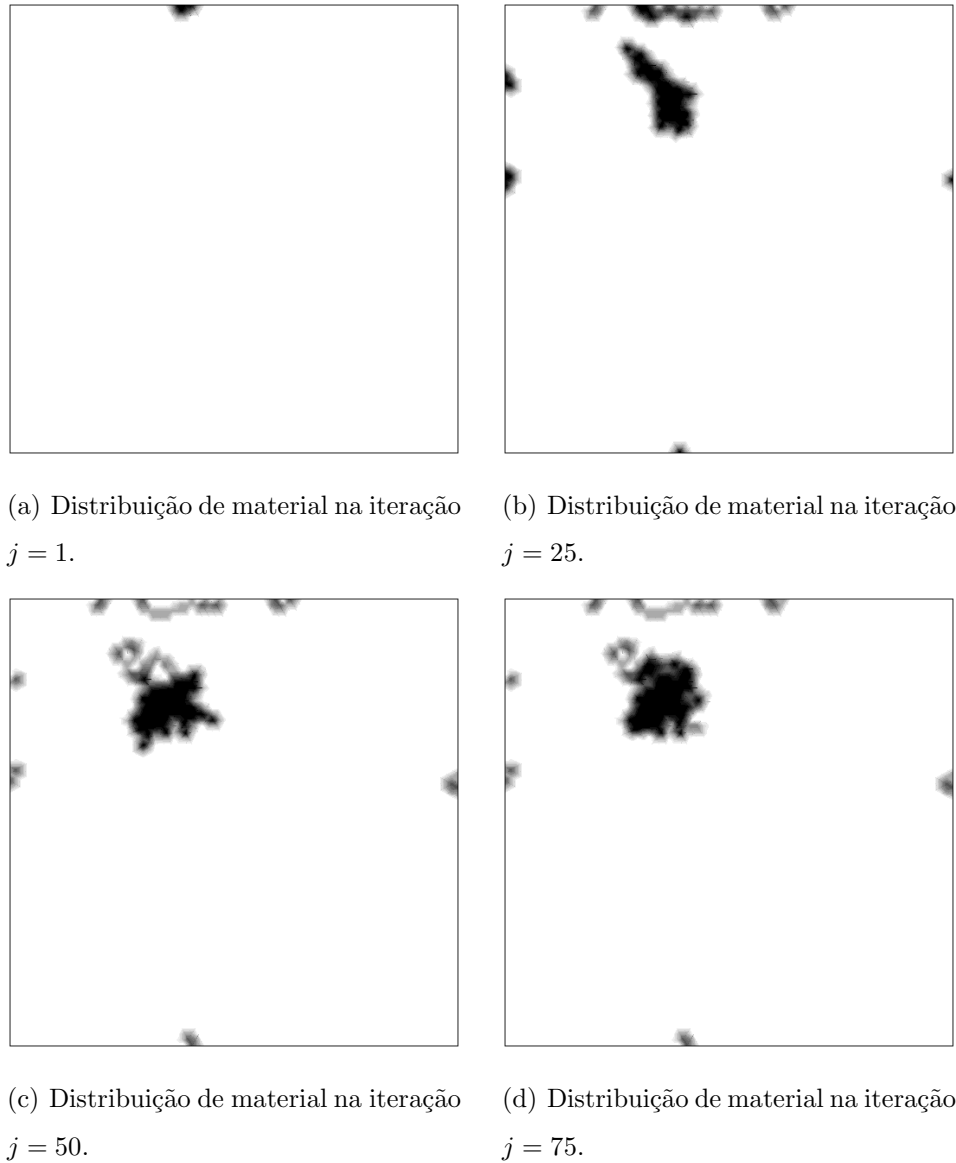 (a) Distribuição de material na iteração
j = 1.
(b) Distribuição de material na iteração
j = 25.
(c) Distribuição de material na iteração
j = 50.
(d) Distribuição de material na iteração
j = 75.